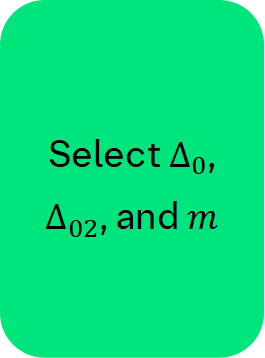 Select Δ₀,
Δ₀₂, and m